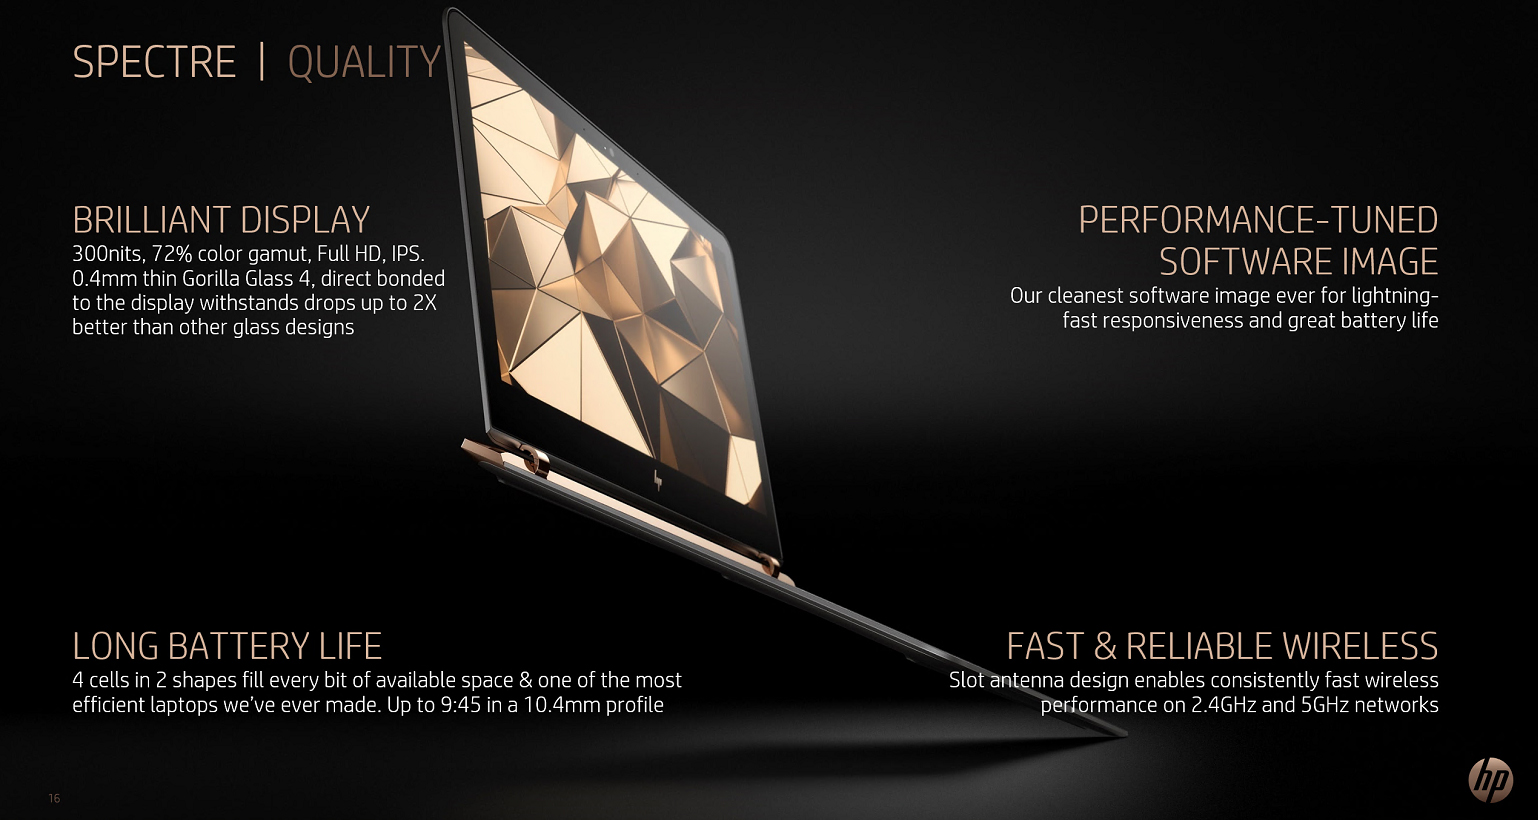 SPECTRE | QUALITY
BRILLIANT DISPLAY
300nits, 72% color gamut, Full HD, IPS.
0.4mm thin Gorilla Glass 4, direct bonded
to the display withstands drops up to 2X
better than other glass designs
PERFORMANCE-TUNED
SOFTWARE IMAGE
Our cleanest software image ever for lightning-
fast responsiveness and great battery life
LONG BATTERY LIFE
4 cells in 2 shapes fill every bit of available space & one of the most
efficient laptops we've ever made. Up to 9:45 in a 10.4mm profile
FAST & RELIABLE WIRELESS
Slot antenna design enables consistently fast wireless
performance on 2.4GHz and 5GHz networks
hp
16
hp